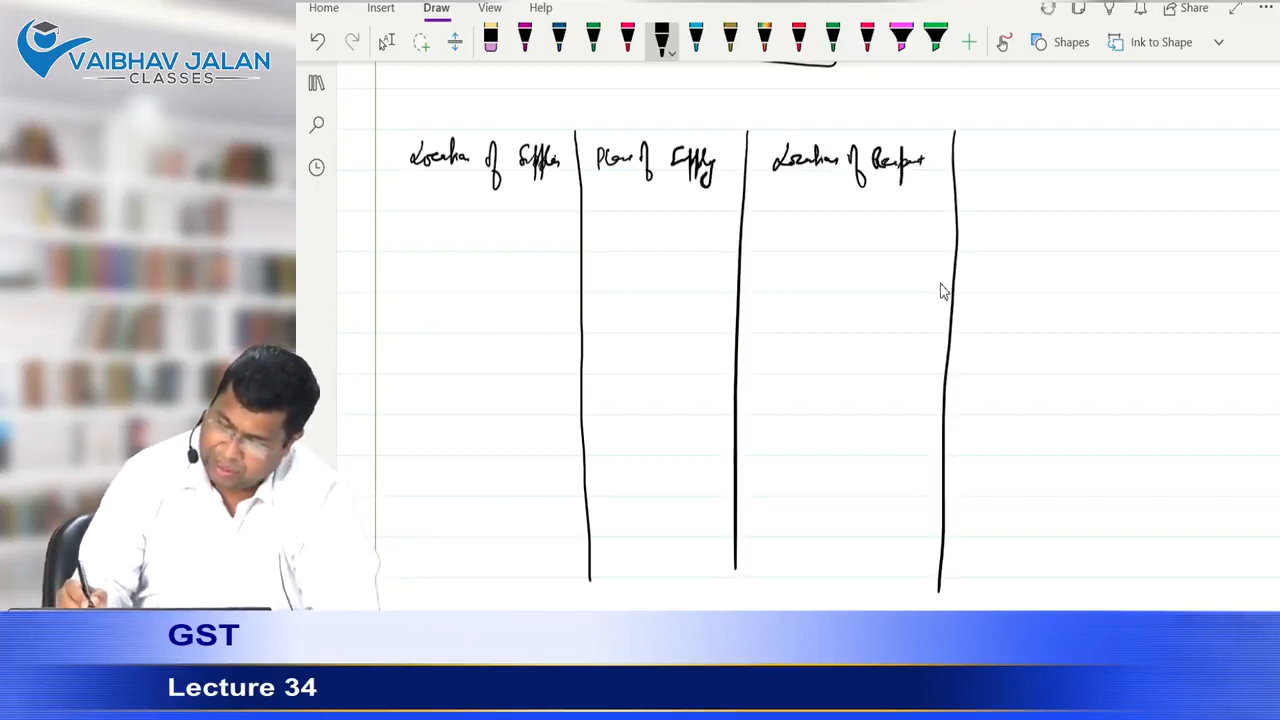 Home Insert Draw View Help
Share
Shapes Ink to Shape
VAIBHAV JALAN
CLASSES
Location of Supplier
Place of Supply
Location of Recipient
GST
Lecture 34